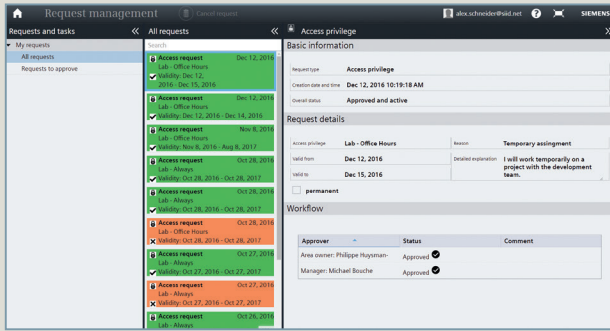 Request management
Cancel request
alex.schneider@siid.net
SIEMENS
Requests and tasks
My requests
All requests
Requests to approve
All requests
Search
Access request Dec 12, 2016
Lab - Office Hours
Validity: Dec 12,
2016 - Dec 15, 2016
Access request Dec 12, 2016
Lab - Office Hours
Validity: Dec 12, 2016 - Dec 14, 2016
Access request Nov 8, 2016
Lab - Office Hours
Validity: Nov 8, 2016 - Aug 8, 2017
Access request Oct 28, 2016
Lab - Always
Validity: Oct 28, 2016 - Oct 28, 2017
Access request Oct 28, 2016
Lab - Always
Validity: Oct 28, 2016 - Oct 28, 2017
Access request Oct 28, 2016
Lab - Office Hours
Validity: Oct 28, 2016 - Oct 28, 2017
Access request Oct 27, 2016
Lab - Always
Validity: Oct 27, 2016 - Oct 27, 2017
Access request Oct 27, 2016
Lab - Always
Validity: Oct 27, 2016 - Oct 27, 2017
Access request Oct 26, 2016
Lab - Always
Access privilege
Basic information
Request type Access privilege
Creation date and time Dec 12, 2016 10:19:18 AM
Overall status Approved and active
Request details
Access privilege Lab - Office Hours
Valid from Dec 12, 2016
Valid to Dec 15, 2016
permanent
Reason Temporary assingment
Detailed explanation I will work temporarily on a
project with the development
team.
Workflow
Approver Status Comment
Area owner: Philippe Huysman- Approved
Manager: Michael Bouche Approved